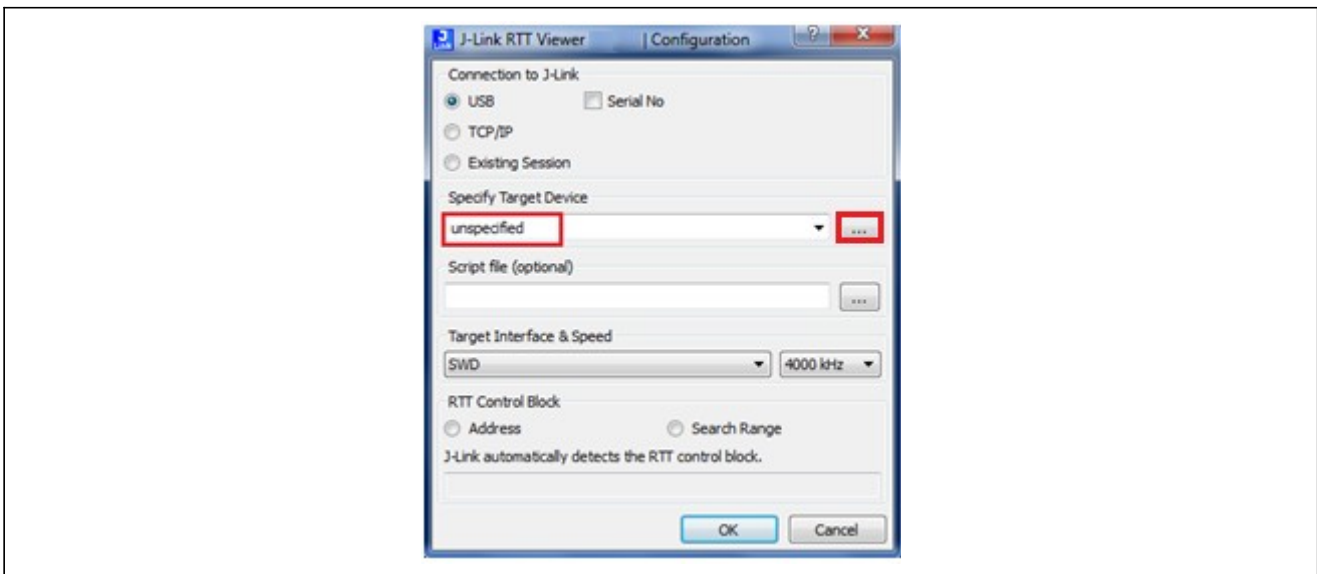 J-Link RTT Viewer | Configuration
Connection to J-Link
USB Serial No
TCP/IP
Existing Session
Specify Target Device
unspecified ...
Script file (optional)
...
Target Interface & Speed
SWD 4000 kHz
RTT Control Block
Address Search Range
J-Link automatically detects the RTT control block.
OK Cancel